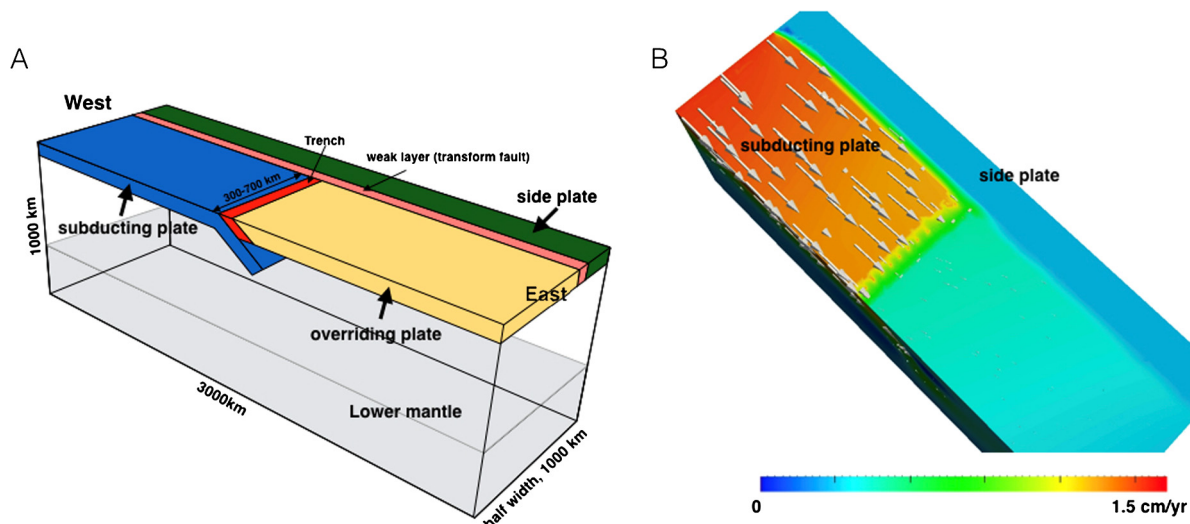 A
West
Trench
weak layer (transform fault)
300-700 km
side plate
subducting plate
1000 km
East
overriding plate
3000km
Lower mantle
half width, 1000 km
B
subducting plate
side plate
0
1.5 cm/yr